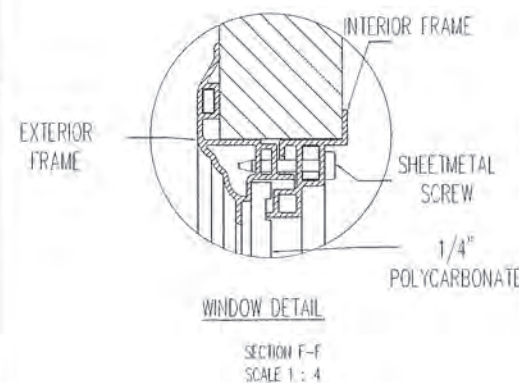 INTERIOR FRAME
EXTERIOR
FRAME
SHEETMETAL
SCREW
1/4"
POLYCARBONATE
WINDOW DETAIL
SECTION F-F
SCALE 1 : 4